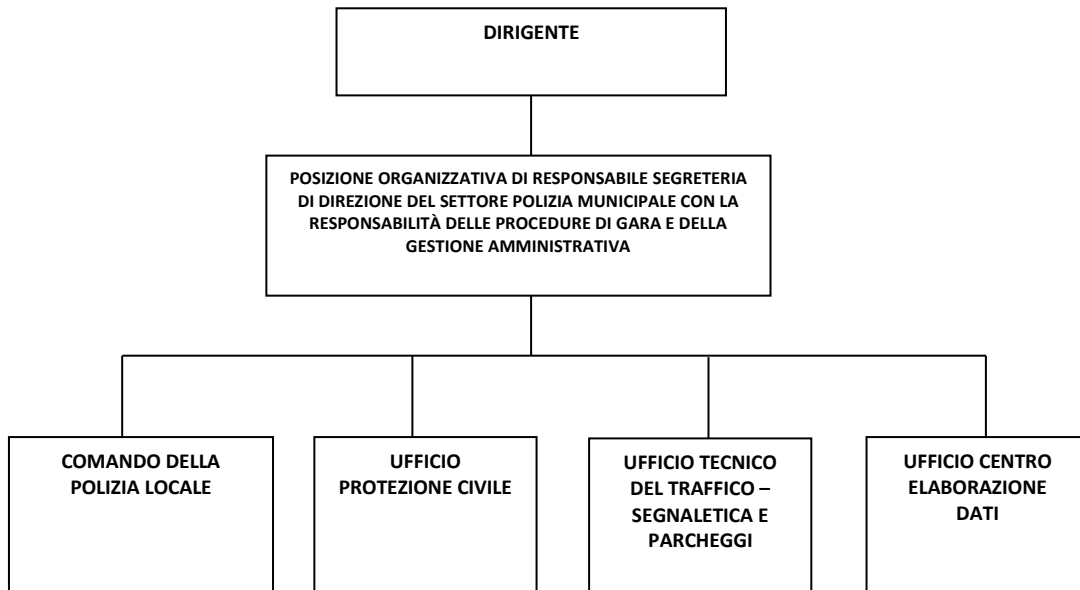 DIRIGENTE
POSIZIONE ORGANIZZATIVA DI RESPONSABILE SEGRETERIA
DI DIREZIONE DEL SETTORE POLIZIA MUNICIPALE CON LA
RESPONSABILITÀ DELLE PROCEDURE DI GARA E DELLA
GESTIONE AMMINISTRATIVA
COMANDO DELLA
POLIZIA LOCALE
UFFICIO
PROTEZIONE CIVILE
UFFICIO TECNICO
DEL TRAFFICO –
SEGNALETICA E
PARCHEGGI
UFFICIO CENTRO
ELABORAZIONE
DATI